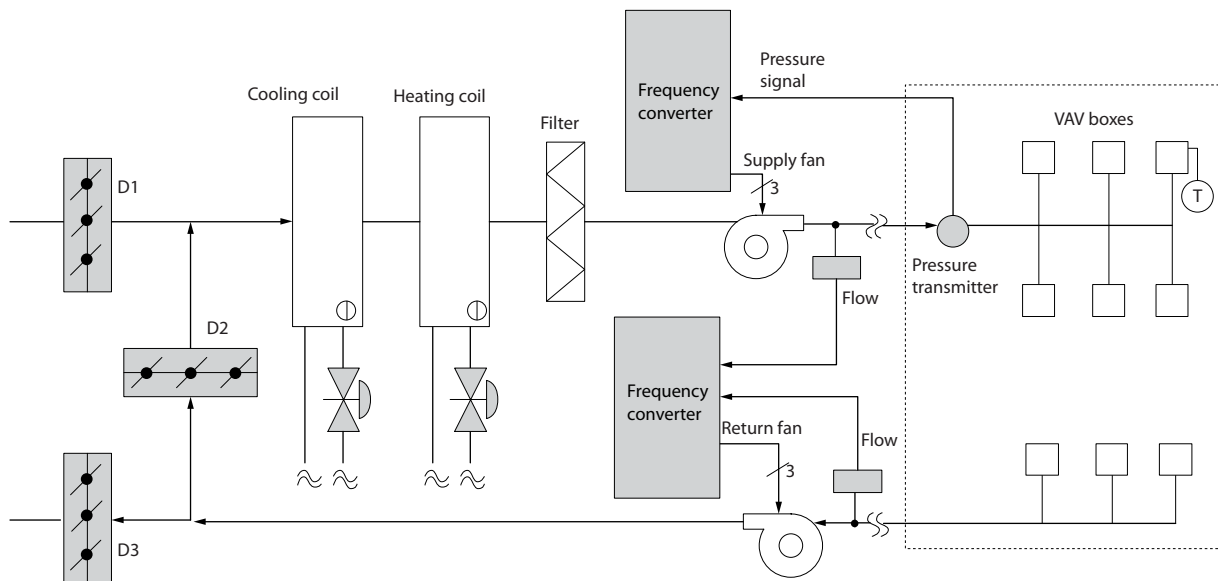 Cooling coil
Heating coil
Filter
Frequency
converter
Pressure
signal
VAV boxes
Supply fan
3
T
D1
Pressure
transmitter
Flow
D2
Frequency
converter
Return fan
3
Flow
D3